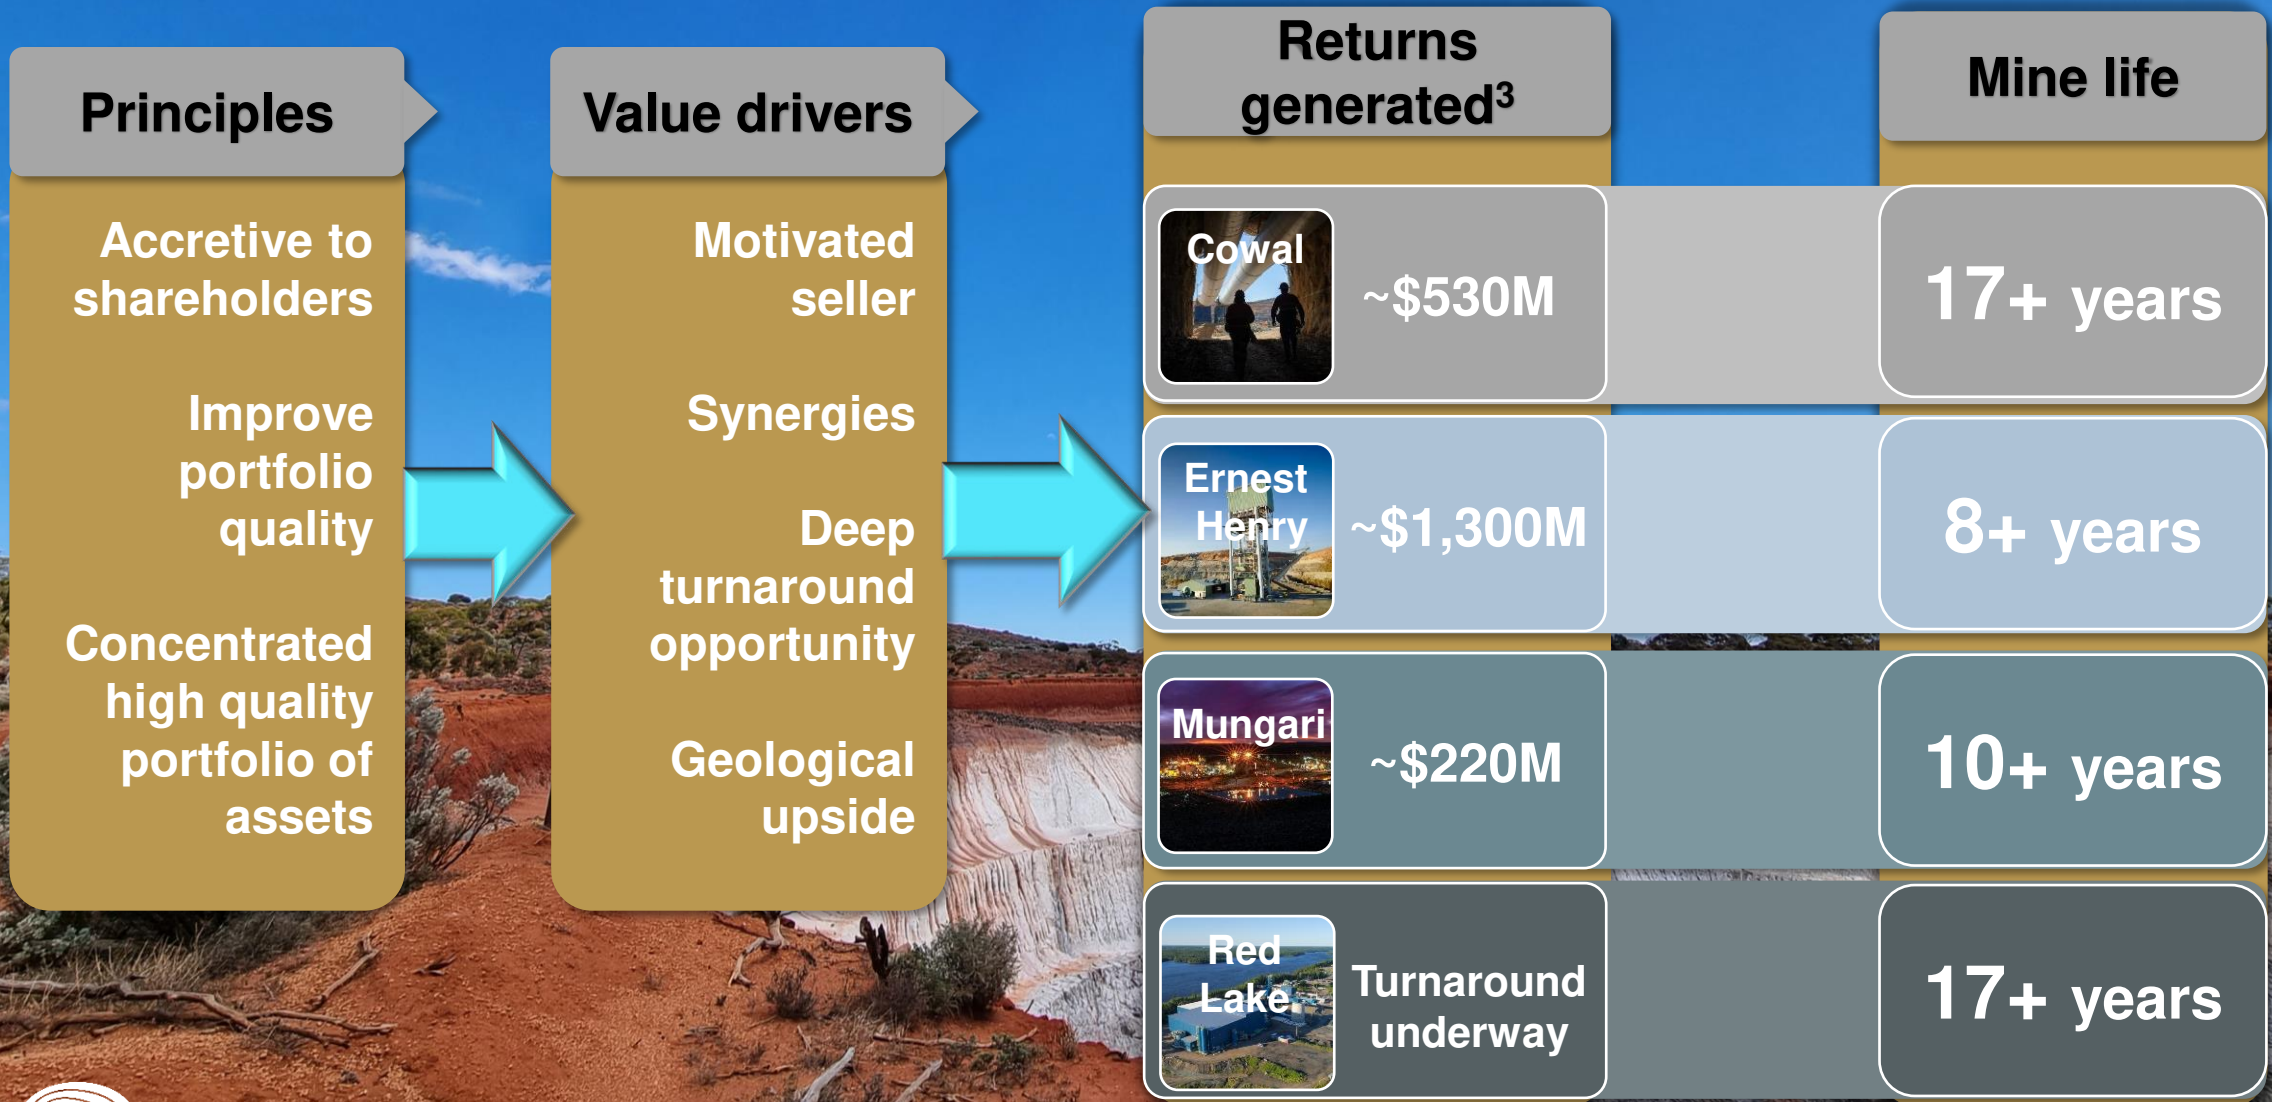 Principles
Accretive to
shareholders
Improve
portfolio
quality
Concentrated
high quality
portfolio of
assets
Value drivers
Motivated
seller
Synergies
Deep
turnaround
opportunity
Geological
upside
Returns
generated³
Mine life
Cowal
~$530M
17+ years
Ernest
Henry
~$1,300M
8+ years
Mungari
~$220M
10+ years
Red
Lake
Turnaround
underway
17+ years